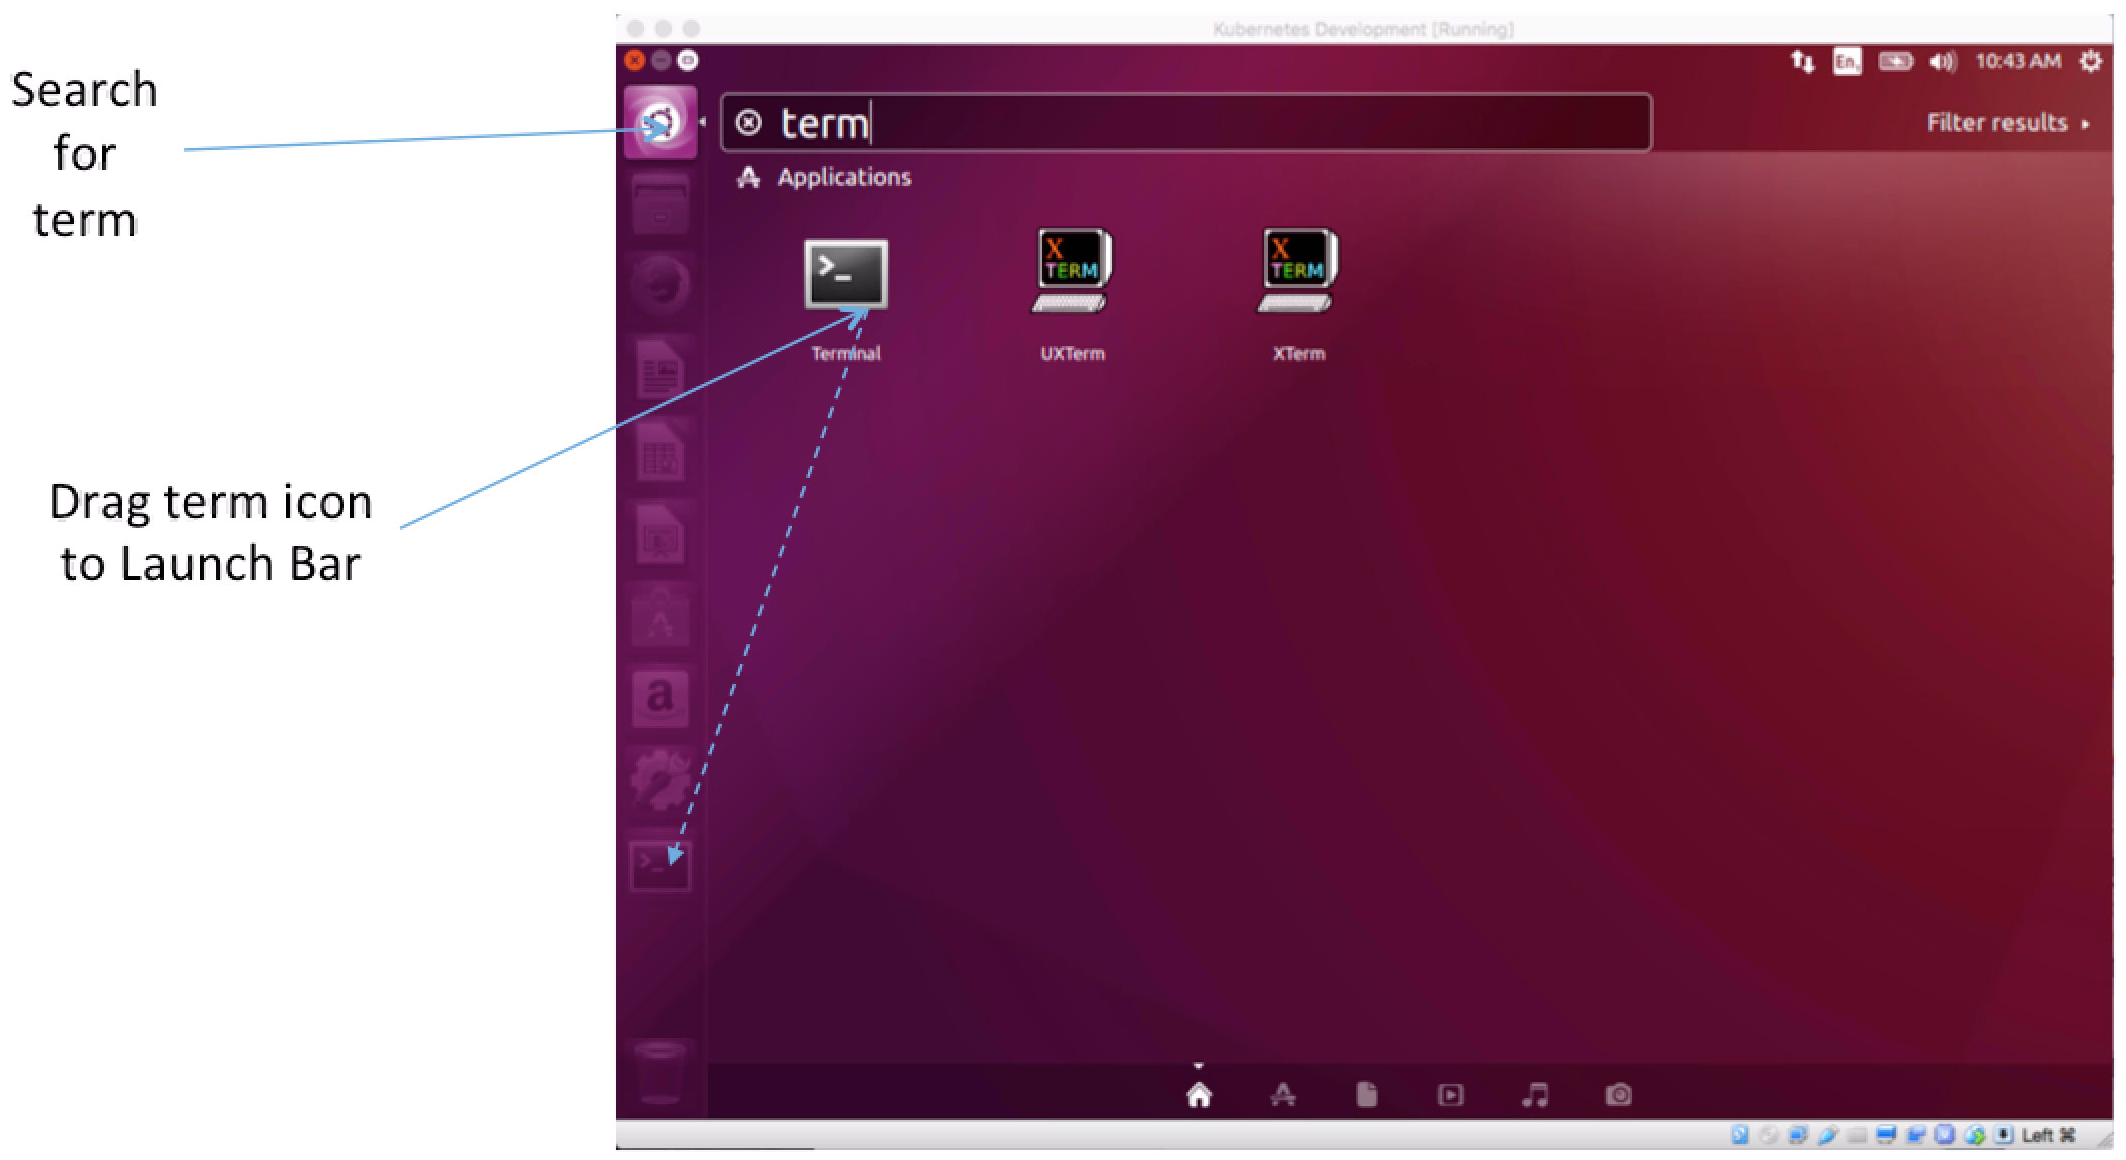 Kubernetes Development [Running]
En
10:43 AM
Search
for
term
term
Filter results
Applications
X
TERM
X
TERM
Terminal
UXTerm
XTerm
Drag term icon
to Launch Bar
a
Left ⌘